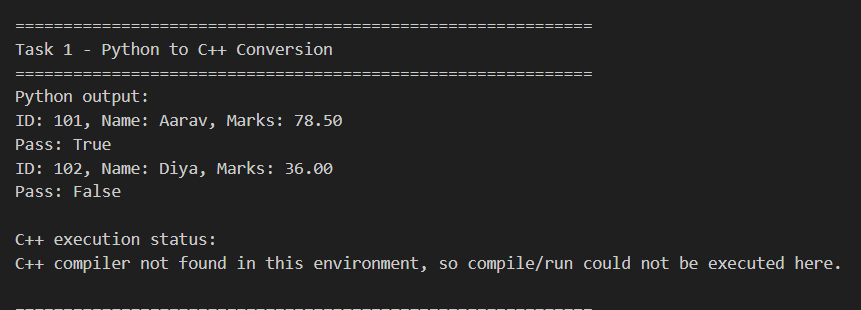 ============================================================
Task 1 - Python to C++ Conversion
============================================================
Python output:
ID: 101, Name: Aarav, Marks: 78.50
Pass: True
ID: 102, Name: Diya, Marks: 36.00
Pass: False
C++ execution status:
C++ compiler not found in this environment, so compile/run could not be executed here.
============================================================